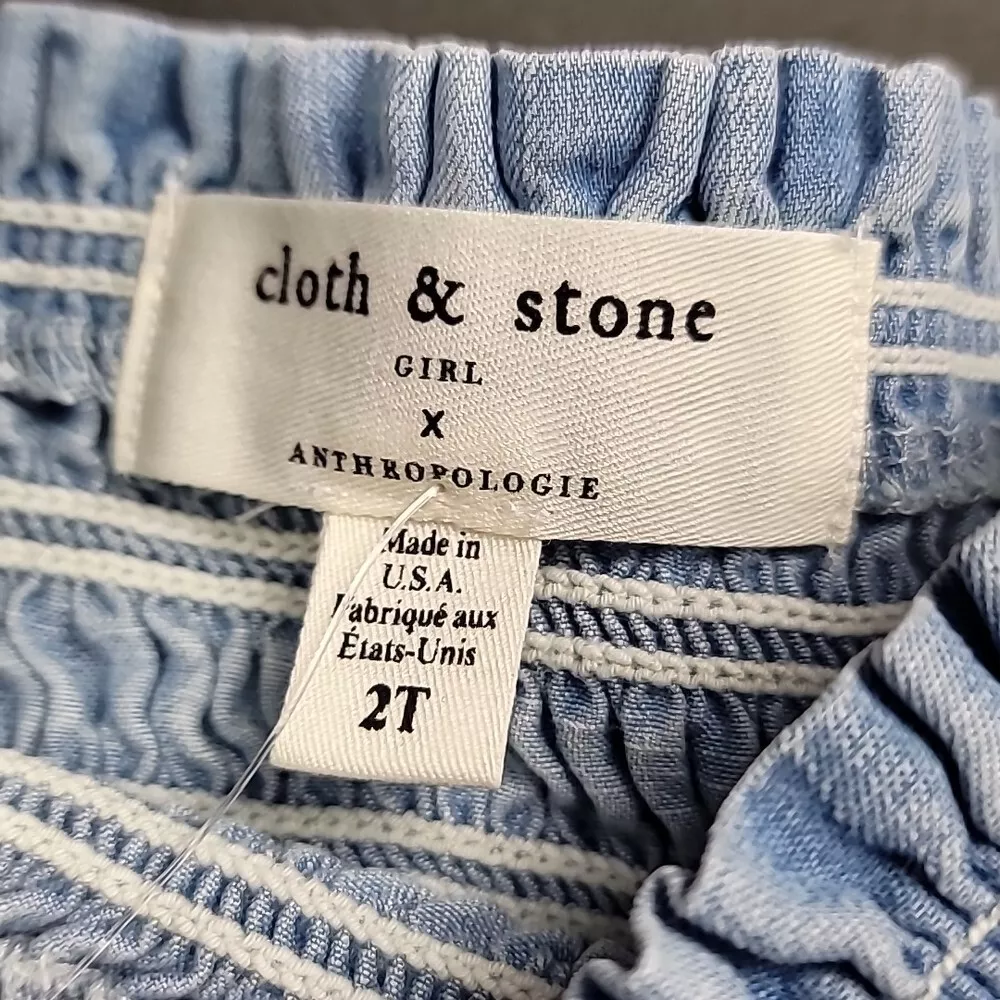 cloth & stone
GIRL
X
ANTHROPOLOGIE
Made in
U.S.A.
Fabriqué aux
États-Unis
2T